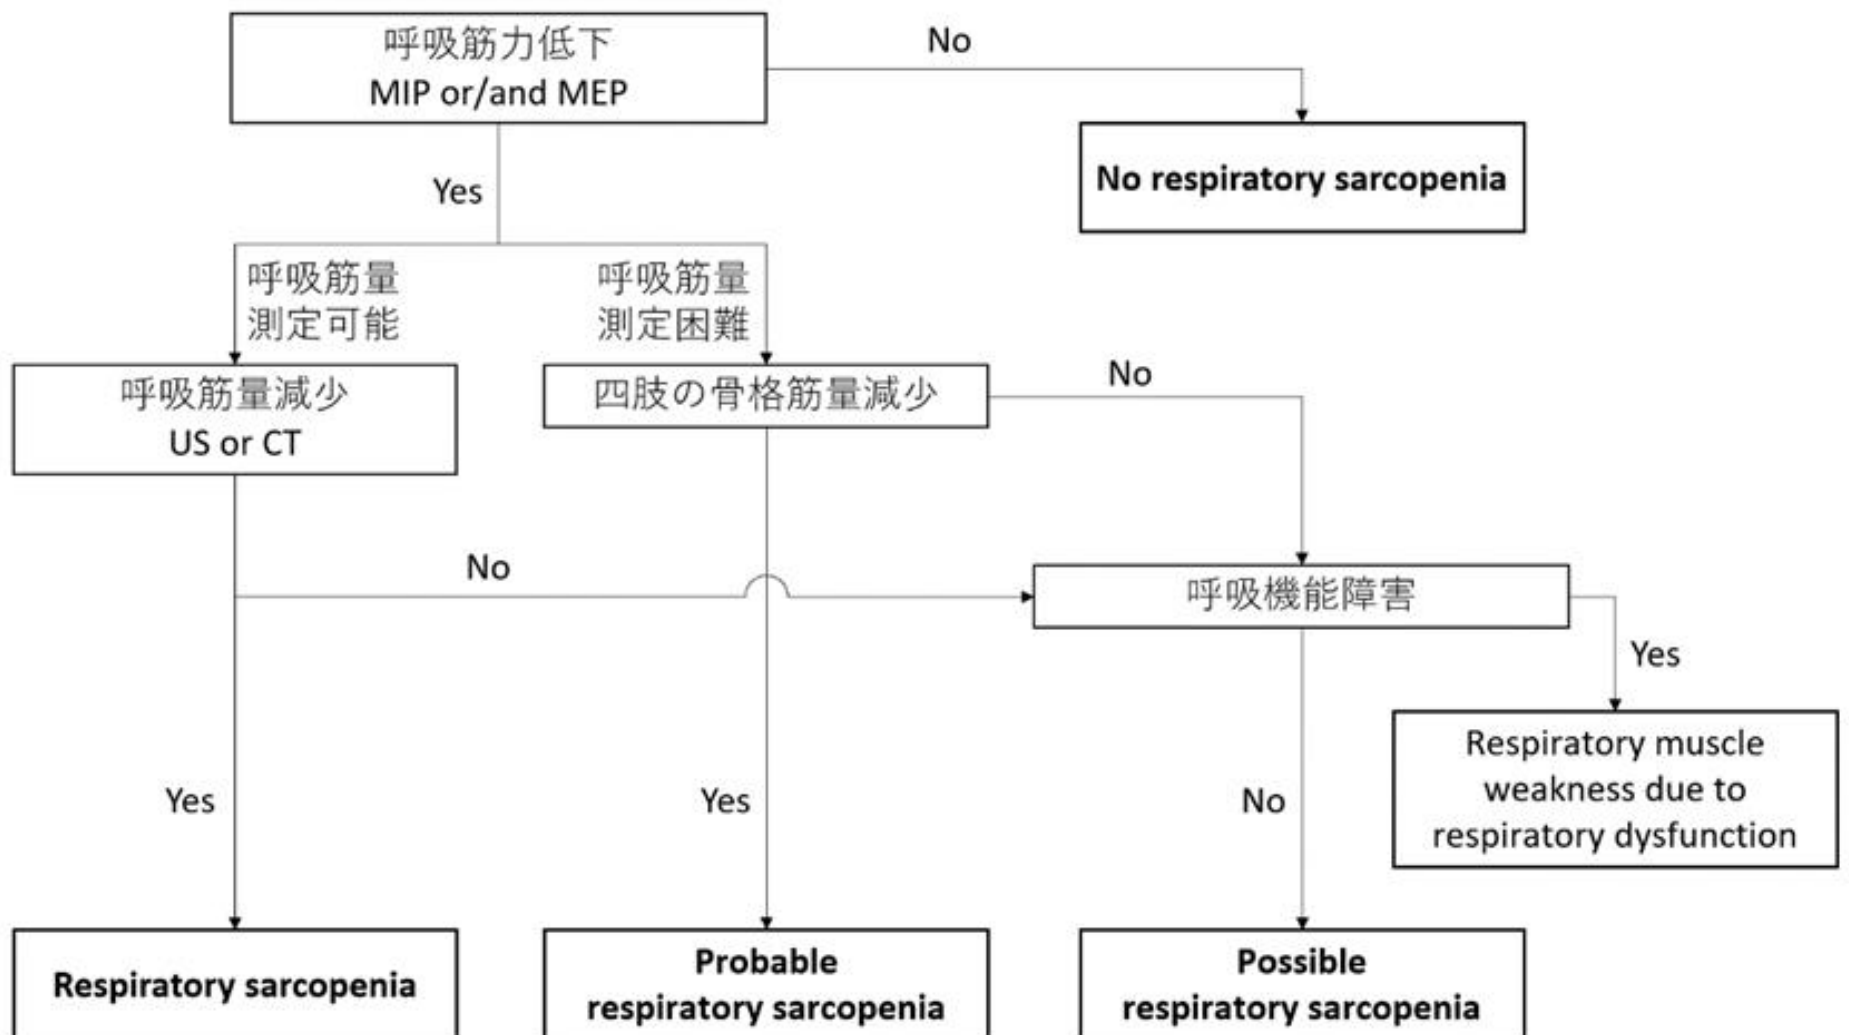 呼吸筋力低下
MIP or/and MEP
No
No respiratory sarcopenia
Yes
呼吸筋量
測定可能
呼吸筋量
測定困難
呼吸筋量減少
US or CT
四肢の骨格筋量減少
No
No
呼吸機能障害
Yes
Respiratory muscle
weakness due to
respiratory dysfunction
Yes
Yes
No
Respiratory sarcopenia
Probable
respiratory sarcopenia
Possible
respiratory sarcopenia